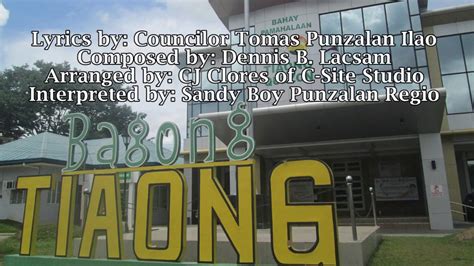 Lyrics by: Councilor Tomas Punzalan Ilao
Composed by: Dennis B. Lacsam
Arranged by: CJ Clores of C-Site Studio
Interpreted by: Sandy Boy Punzalan Regio
BAHAY
PAMAHALAAN
Bagong
TIAONG